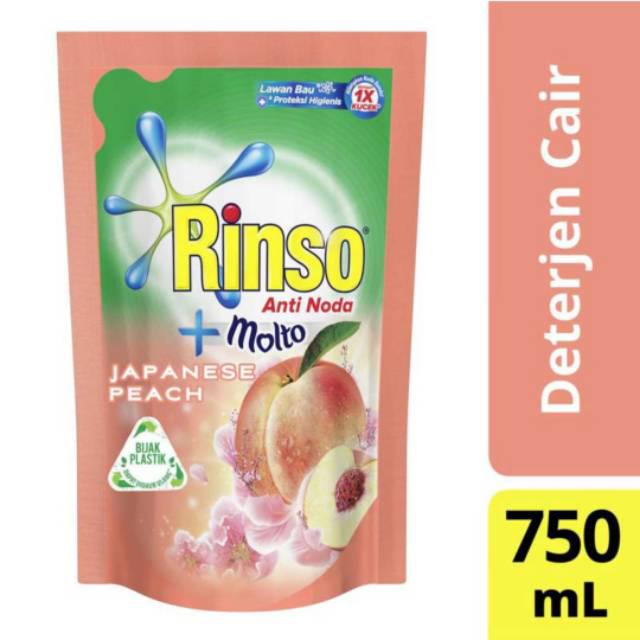 Lawan Bau
+ *Proteksi Higienis
1X
KUCEK
Rinso®
Anti Noda
+ Molto
JAPANESE
PEACH
BIJAK
PLASTIK
Deterjen Cair
750
mL